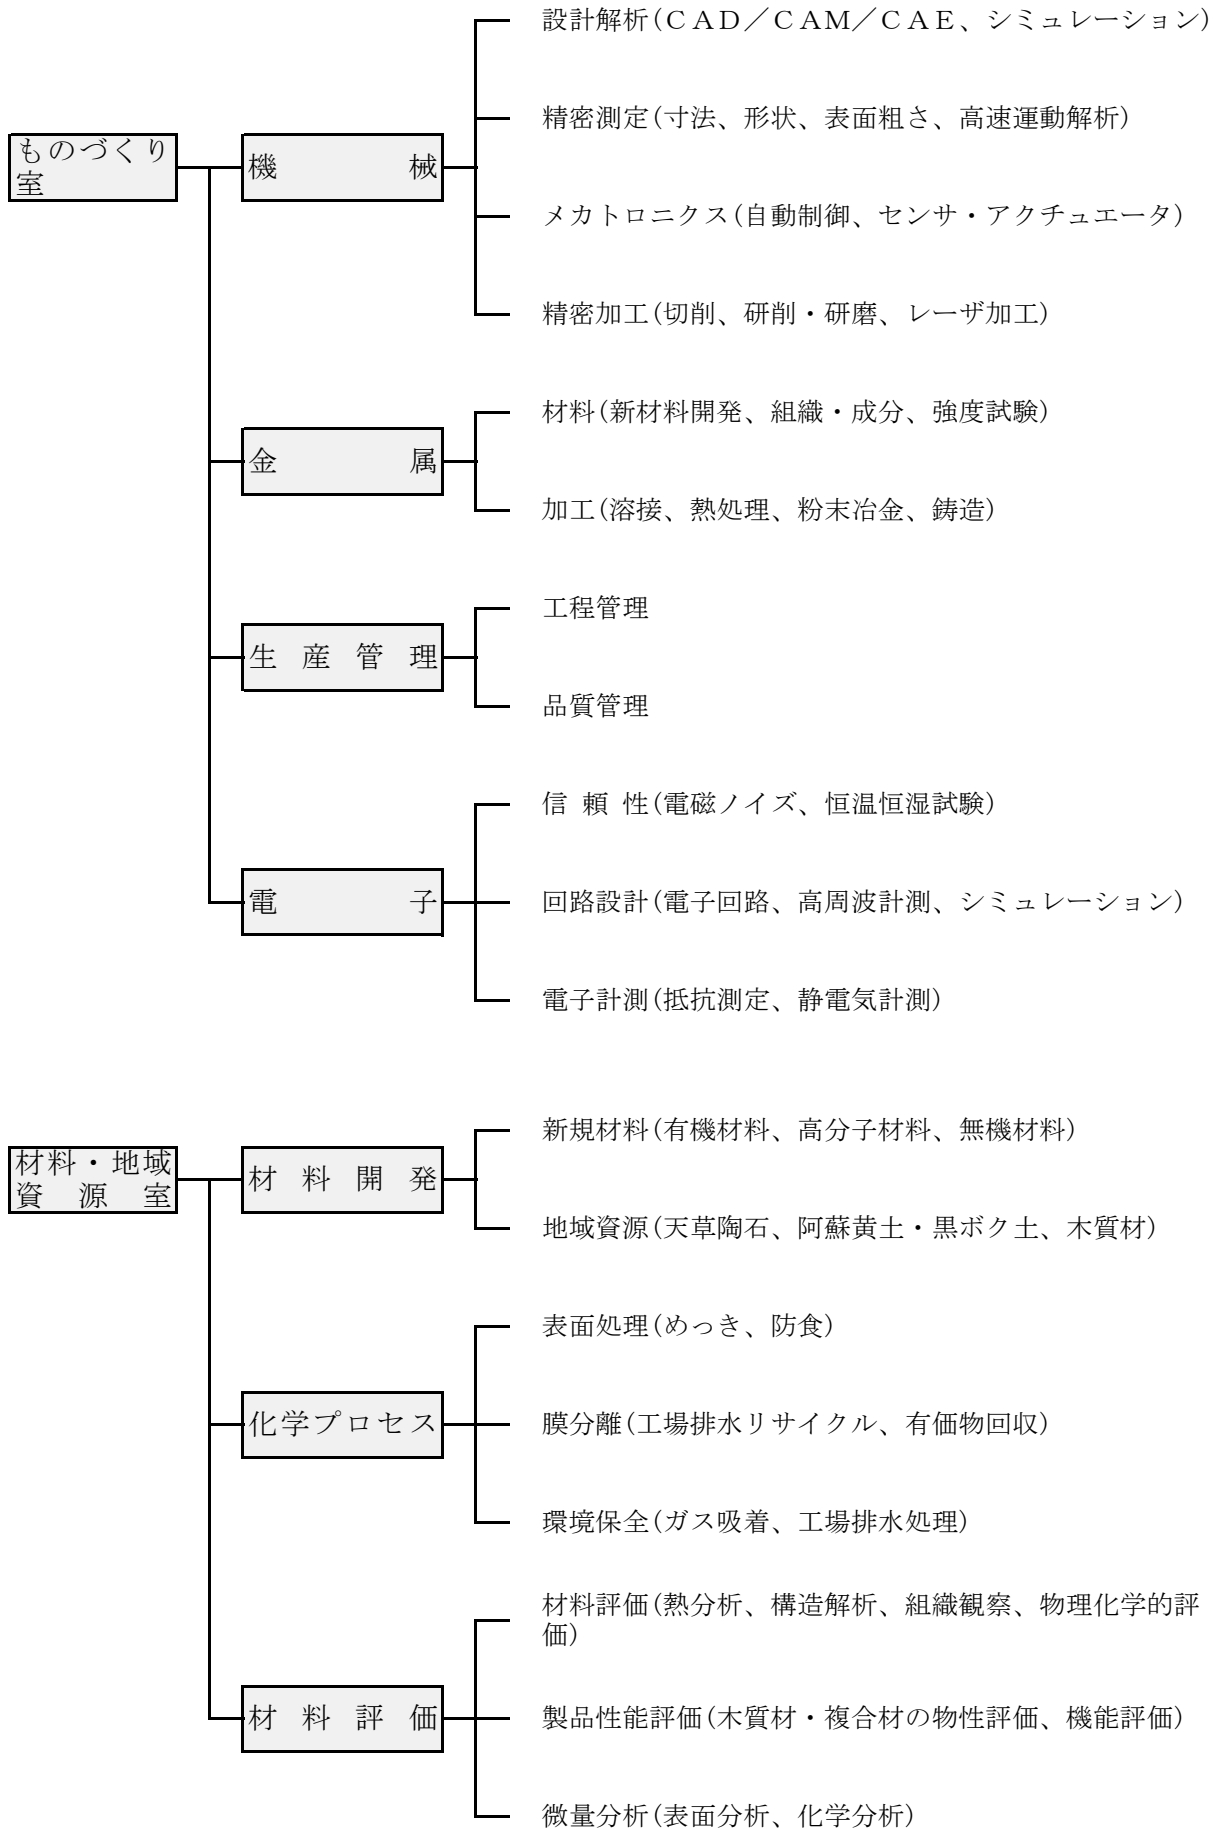 設計解析(ＣＡＤ／ＣＡＭ／ＣＡＥ、シミュレーション)
精密測定(寸法、形状、表面粗さ、高速運動解析)
ものづくり
室
機械
メカトロニクス(自動制御、センサ・アクチュエータ)
精密加工(切削、研削・研磨、レーザ加工)
材料(新材料開発、組織・成分、強度試験)
金属
加工(溶接、熱処理、粉末冶金、鋳造)
工程管理
生産管理
品質管理
信頼性(電磁ノイズ、恒温恒湿試験)
電子
回路設計(電子回路、高周波計測、シミュレーション)
電子計測(抵抗測定、静電気計測)
新規材料(有機材料、高分子材料、無機材料)
材料・地域
資源室
材料開発
地域資源(天草陶石、阿蘇黄土・黒ボク土、木質材)
表面処理(めっき、防食)
化学プロセス
膜分離(工場排水リサイクル、有価物回収)
環境保全(ガス吸着、工場排水処理)
材料評価(熱分析、構造解析、組織観察、物理化学的評
価)
材料評価
製品性能評価(木質材・複合材の物性評価、機能評価)
微量分析(表面分析、化学分析)